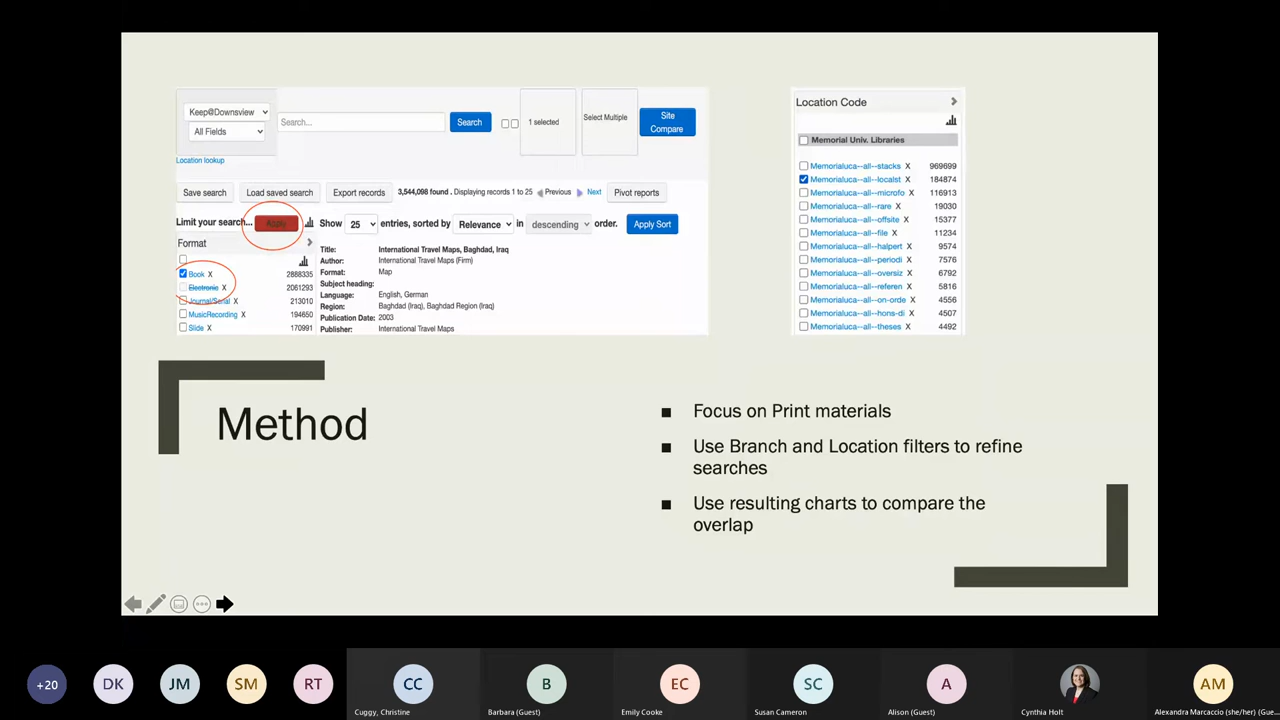 Keep@Downsview
All Fields
Search...
Search
1 selected
Select Multiple
Site
Compare
Location lookup
Save search
Load saved search
Export records
3,544,098 found . Displaying records 1 to 25
Previous
Next
Pivot reports
Limit your search...
Apply
Show 25 entries, sorted by Relevance in descending order.
Apply Sort
Format
Book X 2888335
Electronic X 2061293
Journal/Serial X 213010
MusicRecording X 194650
Slide X 170991
Title: International Travel Maps, Baghdad, Iraq
Author: International Travel Maps (Firm)
Format: Map
Subject heading:
Language: English, German
Region: Baghdad (Iraq), Baghdad Region (Iraq)
Publication Date: 2003
Publisher: International Travel Maps
Location Code
Memorial Univ. Libraries
Memorialuca--all--stacks X 969699
Memorialuca--all--localst X 184874
Memorialuca--all--microfo X 116913
Memorialuca--all--rare X 19030
Memorialuca--all--offsite X 15377
Memorialuca--all--file X 11234
Memorialuca--all--halpert X 9574
Memorialuca--all--periodi X 7576
Memorialuca--all--oversiz X 6792
Memorialuca--all--referen X 5586
Memorialuca--all--on-orde X 4556
Memorialuca--all--hons-di X 4507
Memorialuca--all--theses X 4492
Method
Focus on Print materials
Use Branch and Location filters to refine
searches
Use resulting charts to compare the
overlap
+20
DK
JM
SM
RT
CC
B
EC
SC
A
AM
Cuggy, Christine
Barbara (Guest)
Emily Cooke
Susan Cameron
Alison (Guest)
Cynthia Holt
Alexandra Marcaccio (she/her) (Gue...